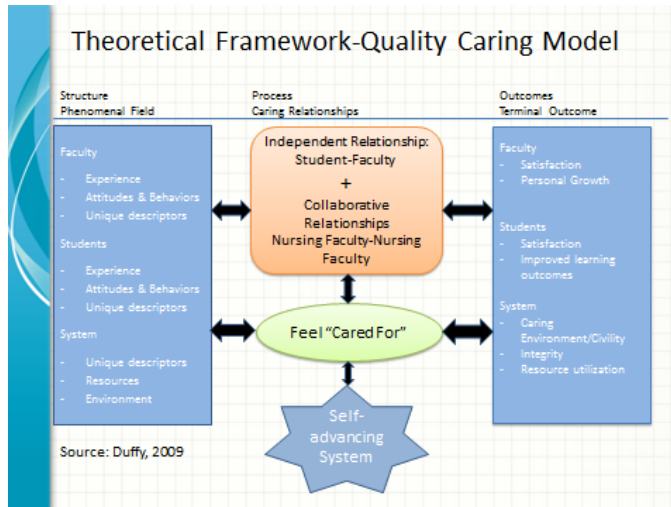 Theoretical Framework-Quality Caring Model
Structure
Phenomenal Field
Process
Caring Relationships
Outcomes
Terminal Outcome
Faculty
- Experience
- Attitudes & Behaviors
- Unique descriptors
Students
- Experience
- Attitudes & Behaviors
- Unique descriptors
System
- Unique descriptors
- Resources
- Environment
Independent Relationship:
Student-Faculty
+
Collaborative
Relationships
Nursing Faculty-Nursing
Faculty
Feel “Cared For”
Self-
advancing
System
Faculty
- Satisfaction
- Personal Growth
Students
- Satisfaction
- Improved learning
outcomes
System
- Caring
Environment/Civility
- Integrity
- Resource utilization
Source: Duffy, 2009